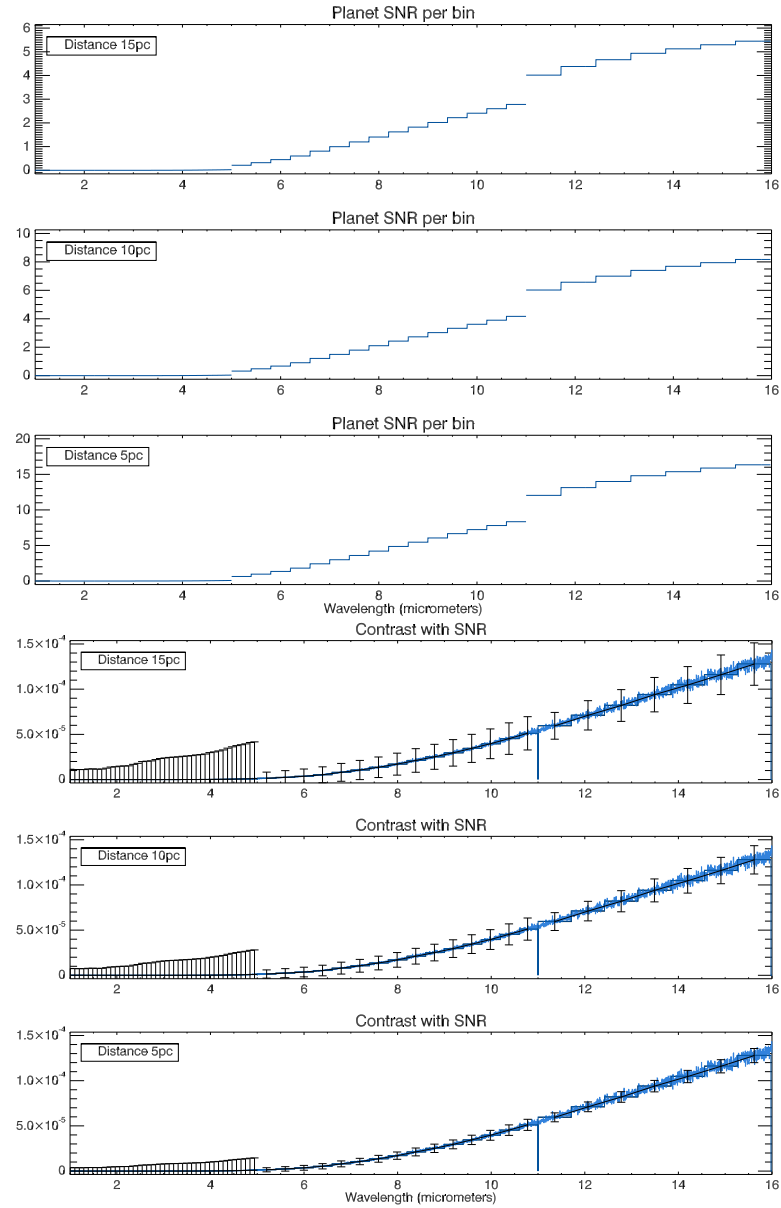 Planet SNR per bin
6
Distance 15pc
5
4
3
2
1
0
2 4 6 8 10 12 14 16
Planet SNR per bin
10
Distance 10pc
8
6
4
2
0
2 4 6 8 10 12 14 16
Planet SNR per bin
20
Distance 5pc
15
10
5
0
2 4 6 8 10 12 14 16
Wavelength (micrometers)
Contrast with SNR
1.5×10⁻⁴
Distance 15pc
1.0×10⁻⁴
5.0×10⁻⁵
0
2 4 6 8 10 12 14 16
Contrast with SNR
1.5×10⁻⁴
Distance 10pc
1.0×10⁻⁴
5.0×10⁻⁵
0
2 4 6 8 10 12 14 16
Contrast with SNR
1.5×10⁻⁴
Distance 5pc
1.0×10⁻⁴
5.0×10⁻⁵
0
2 4 6 8 10 12 14 16
Wavelength (micrometers)